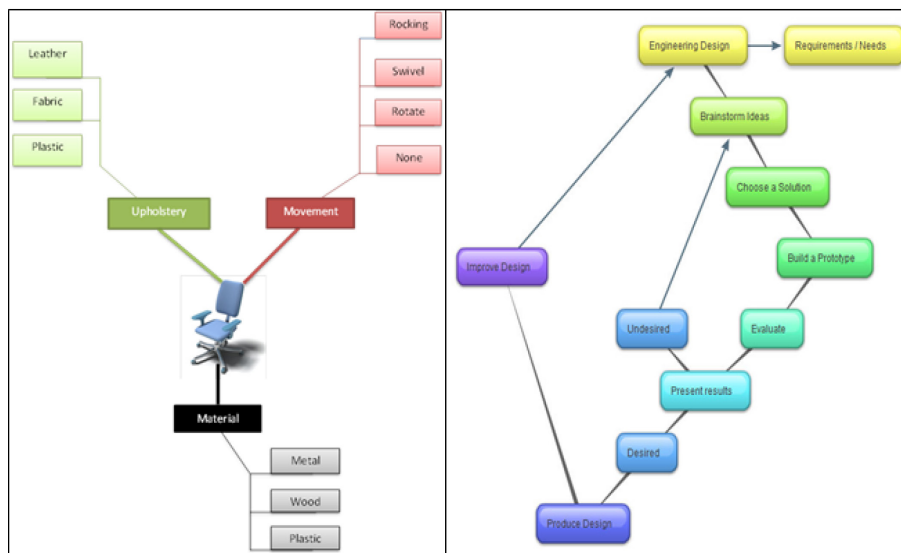 Leather
Fabric
Plastic
Rocking
Swivel
Rotate
None
Upholstery
Movement
Material
Metal
Wood
Plastic
Engineering Design
Requirements / Needs
Brainstorm Ideas
Choose a Solution
Build a Prototype
Improve Design
Undesired
Evaluate
Present results
Desired
Produce Design